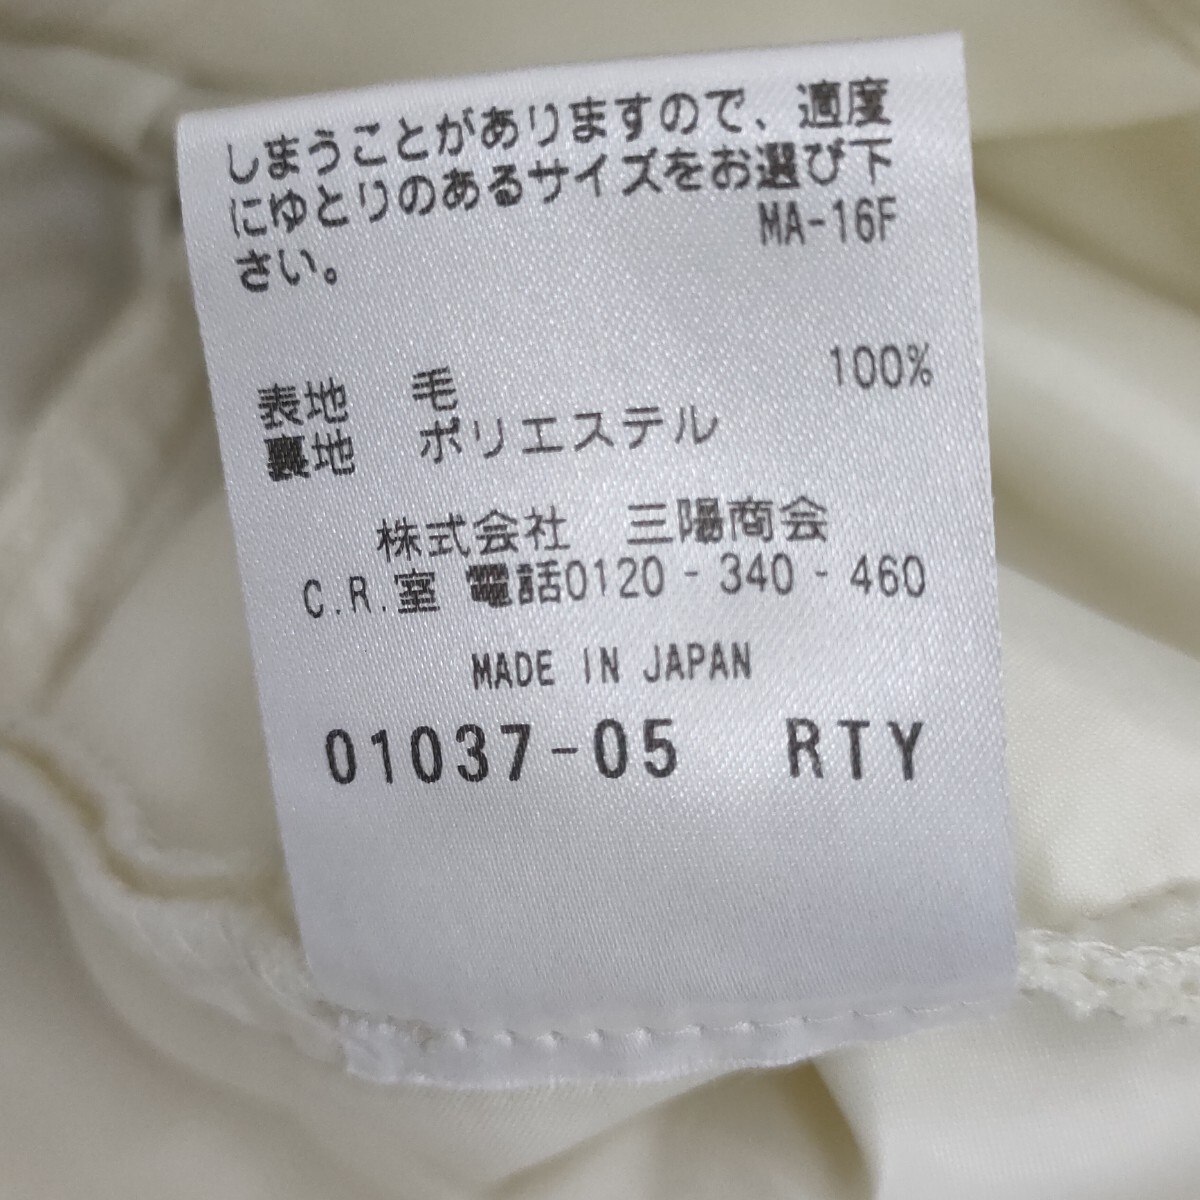 しまうことがありますので、適度
にゆとりのあるサイズをお選び下
さい。
MA-16F
表地 毛 100%
裏地 ポリエステル
株式会社 三陽商会
C.R.室 電話0120-340-460
MADE IN JAPAN
01037-05 RTY